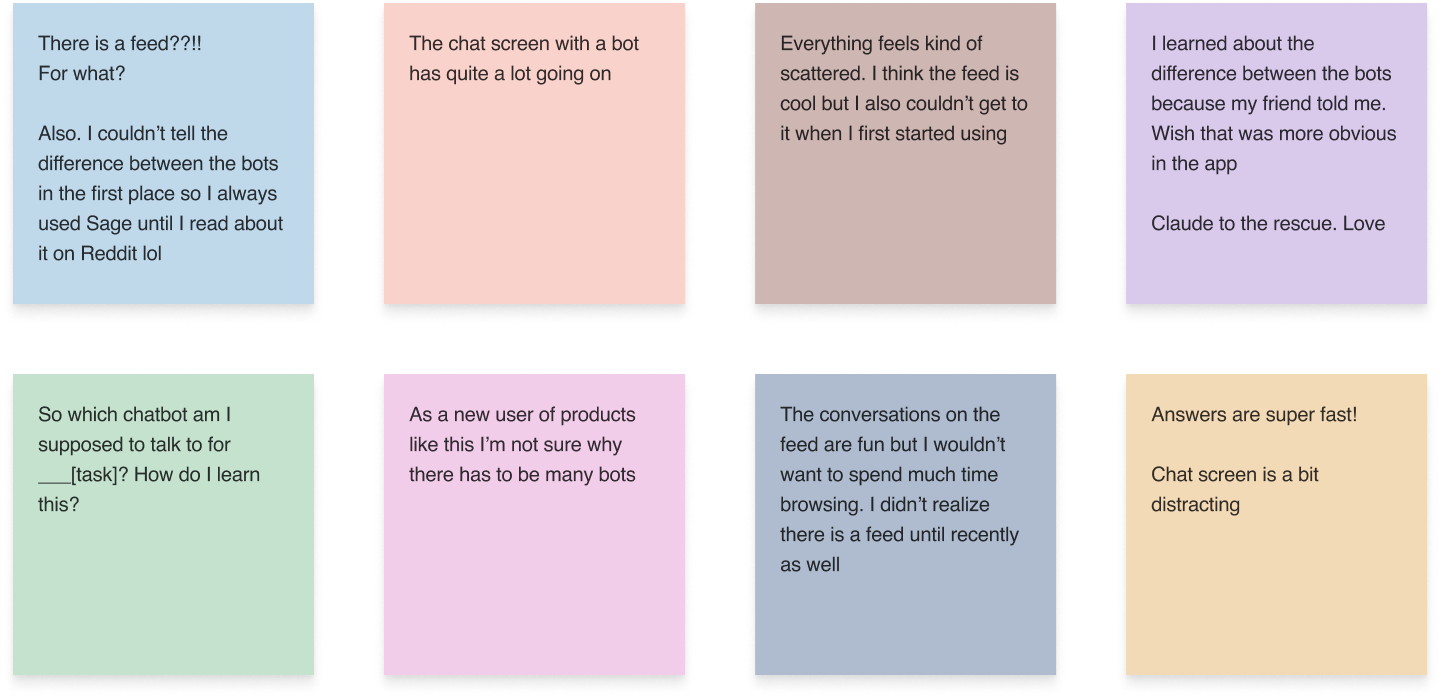 There is a feed??!!
For what?
Also. I couldn’t tell the
difference between the bots
in the first place so I always
used Sage until I read about
it on Reddit lol
The chat screen with a bot
has quite a lot going on
Everything feels kind of
scattered. I think the feed is
cool but I also couldn’t get to
it when I first started using
I learned about the
difference between the bots
because my friend told me.
Wish that was more obvious
in the app
Claude to the rescue. Love
So which chatbot am I
supposed to talk to for
___[task]? How do I learn
this?
As a new user of products
like this I’m not sure why
there has to be many bots
The conversations on the
feed are fun but I wouldn’t
want to spend much time
browsing. I didn’t realize
there is a feed until recently
as well
Answers are super fast!
Chat screen is a bit
distracting